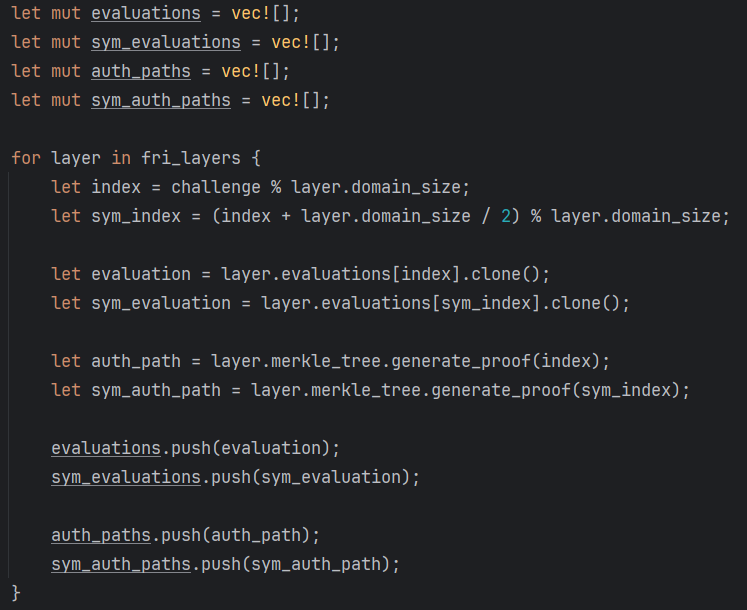 let mut evaluations = vec![];
let mut sym_evaluations = vec![];
let mut auth_paths = vec![];
let mut sym_auth_paths = vec![];

for layer in fri_layers {
    let index = challenge % layer.domain_size;
    let sym_index = (index + layer.domain_size / 2) % layer.domain_size;

    let evaluation = layer.evaluations[index].clone();
    let sym_evaluation = layer.evaluations[sym_index].clone();

    let auth_path = layer.merkle_tree.generate_proof(index);
    let sym_auth_path = layer.merkle_tree.generate_proof(sym_index);

    evaluations.push(evaluation);
    sym_evaluations.push(sym_evaluation);

    auth_paths.push(auth_path);
    sym_auth_paths.push(sym_auth_path);
}